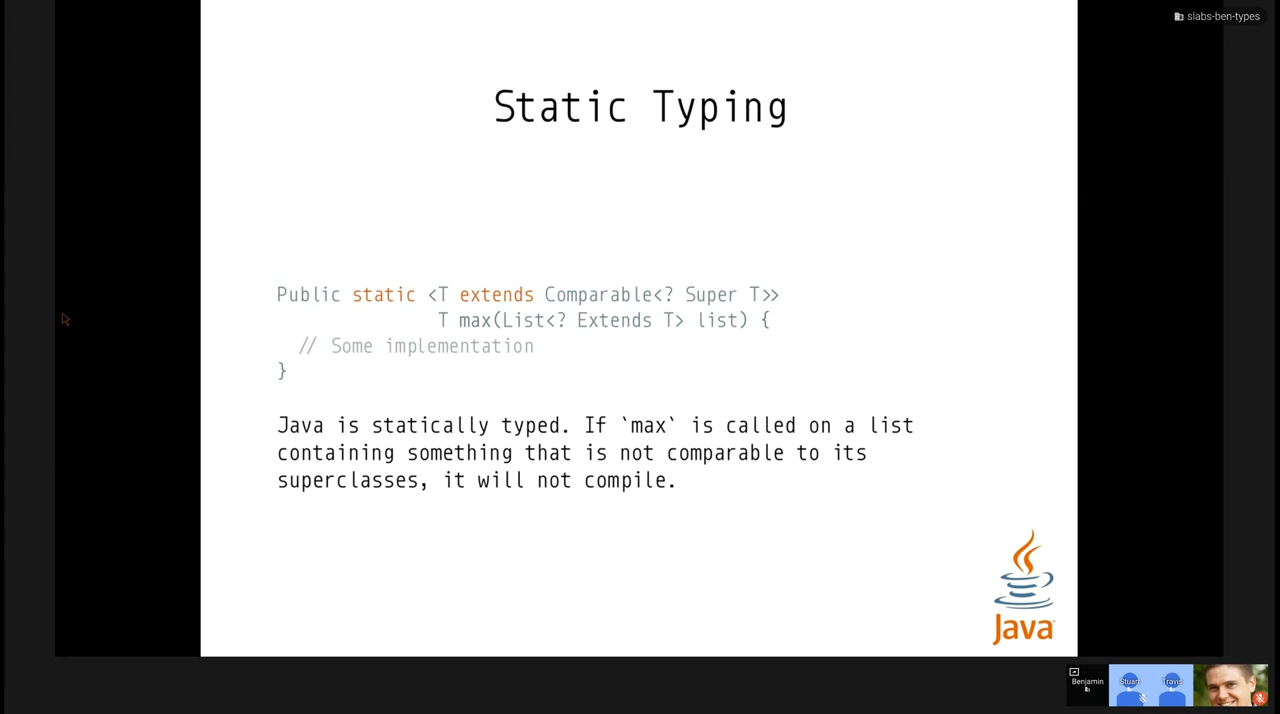 slabs-ben-types
Static Typing
Public static <T extends Comparable<? Super T>>
T max(List<? Extends T> list) {
// Some implementation
}
Java is statically typed. If `max` is called on a list
containing something that is not comparable to its
superclasses, it will not compile.
Java
Benjamin
Stuart
Travis